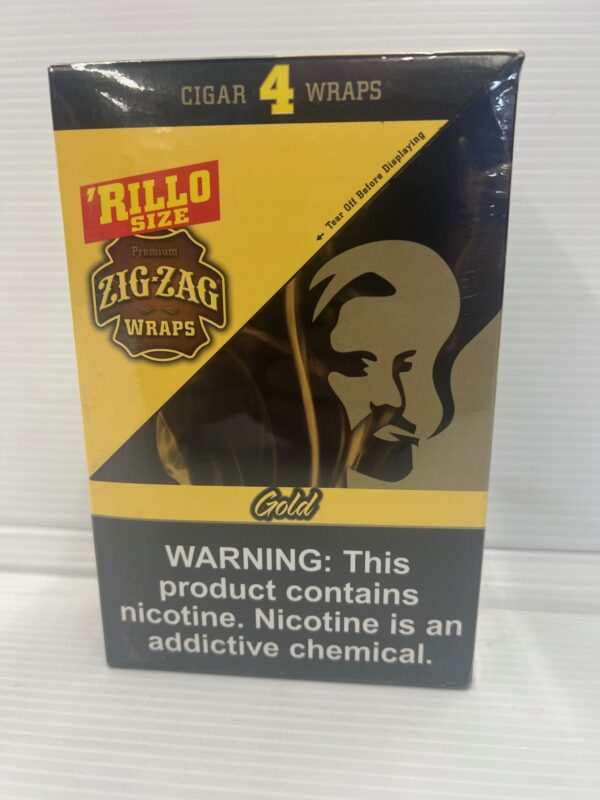 CIGAR 4 WRAPS
← Tear Off Before Displaying
'RILLO
SIZE
Premium
ZIG-ZAG
WRAPS
Gold
WARNING: This
product contains
nicotine. Nicotine is an
addictive chemical.